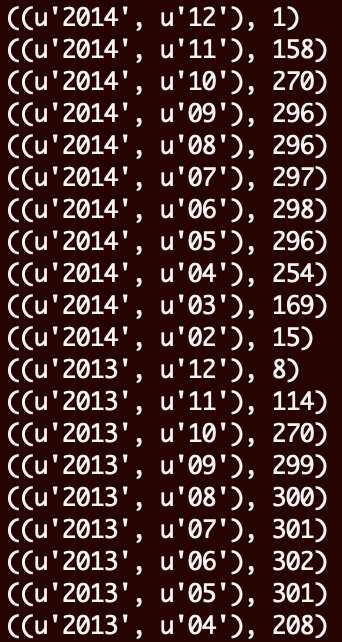 ((u'2014', u'12'), 1)
((u'2014', u'11'), 158)
((u'2014', u'10'), 270)
((u'2014', u'09'), 296)
((u'2014', u'08'), 296)
((u'2014', u'07'), 297)
((u'2014', u'06'), 298)
((u'2014', u'05'), 296)
((u'2014', u'04'), 254)
((u'2014', u'03'), 169)
((u'2014', u'02'), 15)
((u'2013', u'12'), 8)
((u'2013', u'11'), 114)
((u'2013', u'10'), 270)
((u'2013', u'09'), 299)
((u'2013', u'08'), 300)
((u'2013', u'07'), 301)
((u'2013', u'06'), 302)
((u'2013', u'05'), 301)
((u'2013', u'04'), 208)